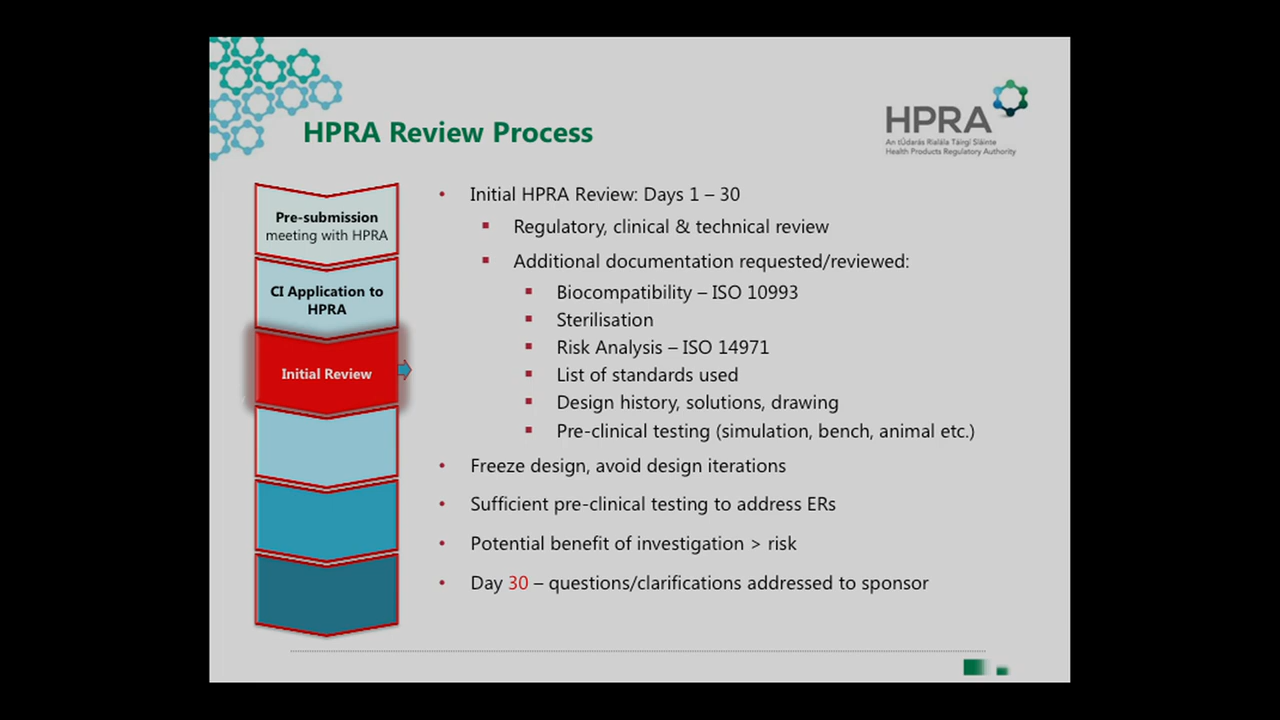 HPRA Review Process
HPRA
An tÚdarás Rialála Táirgí Sláinte
Health Products Regulatory Authority
Pre-submission
meeting with HPRA
CI Application to
HPRA
Initial Review
• Initial HPRA Review: Days 1 – 30
▪ Regulatory, clinical & technical review
▪ Additional documentation requested/reviewed:
▪ Biocompatibility – ISO 10993
▪ Sterilisation
▪ Risk Analysis – ISO 14971
▪ List of standards used
▪ Design history, solutions, drawing
▪ Pre-clinical testing (simulation, bench, animal etc.)
• Freeze design, avoid design iterations
• Sufficient pre-clinical testing to address ERs
• Potential benefit of investigation > risk
• Day 30 – questions/clarifications addressed to sponsor